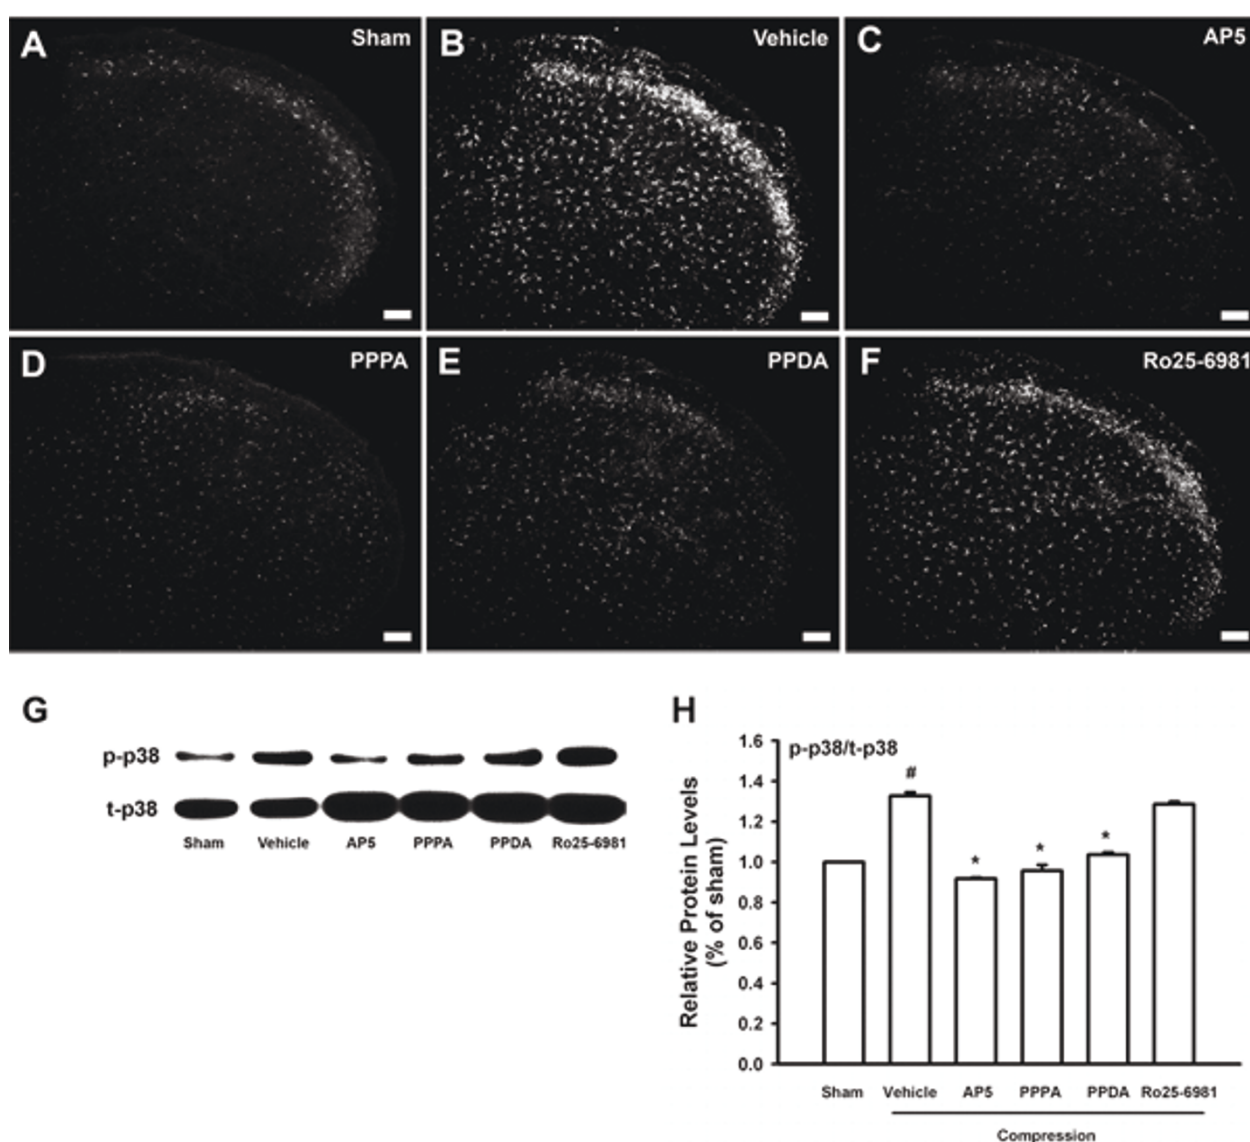 A Sham
B Vehicle
C AP5
D PPPA
E PPDA
F Ro25-6981
G
p-p38
t-p38
Sham Vehicle AP5 PPPA PPDA Ro25-6981
H
p-p38/t-p38
Relative Protein Levels
(% of sham)
1.6
1.4
1.2
1.0
0.8
0.6
0.4
0.2
0.0
#
*
*
*
Sham Vehicle AP5 PPPA PPDA Ro25-6981
Compression